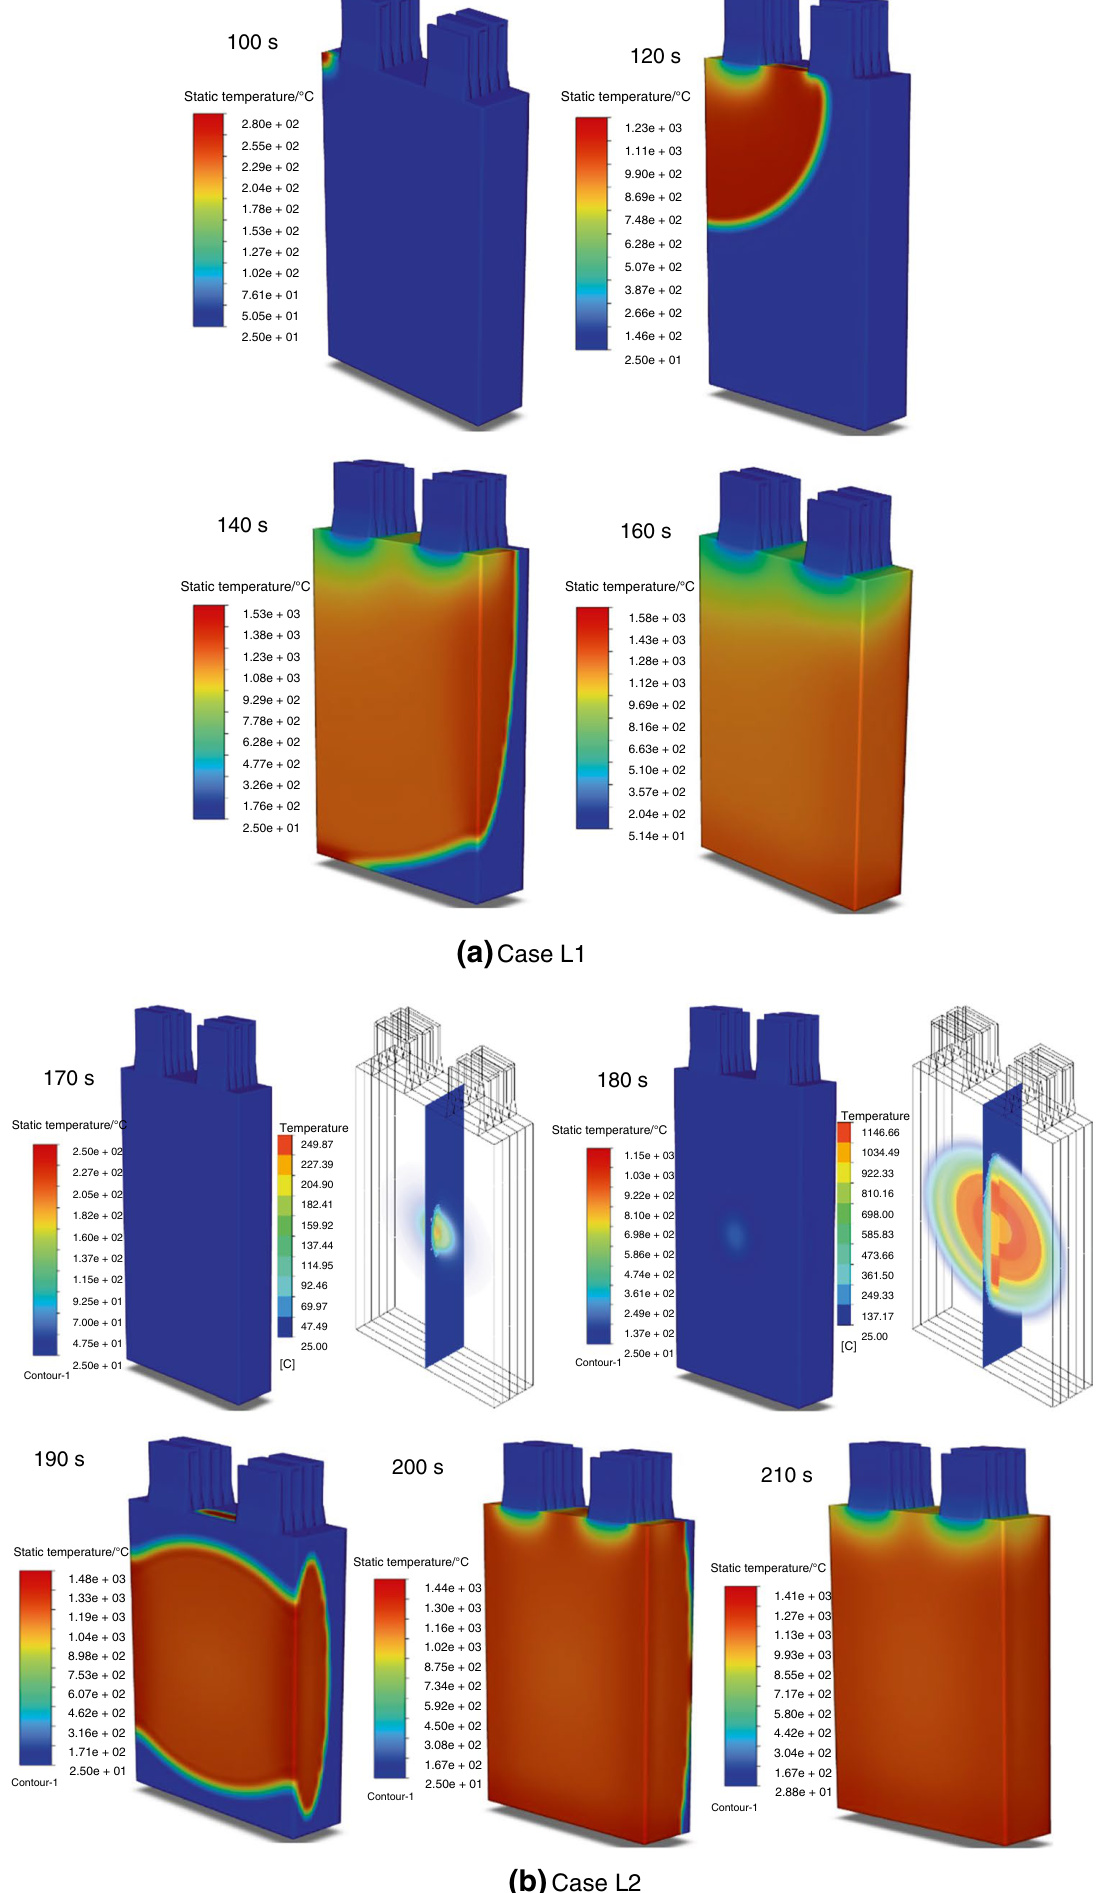 100 s
Static temperature/°C
2.80e + 02
2.55e + 02
2.29e + 02
2.04e + 02
1.78e + 02
1.53e + 02
1.27e + 02
1.02e + 02
7.61e + 01
5.05e + 01
2.50e + 01
120 s
Static temperature/°C
1.23e + 03
1.11e + 03
9.90e + 02
8.69e + 02
7.48e + 02
6.28e + 02
5.07e + 02
3.87e + 02
2.66e + 02
1.46e + 02
2.50e + 01
140 s
Static temperature/°C
1.53e + 03
1.38e + 03
1.23e + 03
1.08e + 03
9.29e + 02
7.78e + 02
6.28e + 02
4.77e + 02
3.26e + 02
1.76e + 02
2.50e + 01
160 s
Static temperature/°C
1.58e + 03
1.43e + 03
1.28e + 03
1.12e + 03
9.69e + 02
8.16e + 02
6.63e + 02
5.10e + 02
3.57e + 02
2.04e + 02
5.14e + 01
(a) Case L1
170 s
Static temperature/°C
2.50e + 02
2.27e + 02
2.05e + 02
1.82e + 02
1.60e + 02
1.37e + 02
1.15e + 02
9.25e + 01
7.00e + 01
4.75e + 01
2.50e + 01
Contour-1
Temperature
249.87
227.39
204.90
182.41
159.92
137.44
114.95
92.46
69.97
47.49
25.00
[C]
180 s
Static temperature/°C
1.15e + 03
1.03e + 03
9.22e + 02
8.10e + 02
6.98e + 02
5.86e + 02
4.74e + 02
3.61e + 02
2.49e + 02
1.37e + 02
2.50e + 01
Contour-1
Temperature
1146.66
1034.49
922.33
810.16
698.00
585.83
473.66
361.50
249.33
137.17
25.00
[C]
190 s
Static temperature/°C
1.48e + 03
1.33e + 03
1.19e + 03
1.04e + 03
8.98e + 02
7.53e + 02
6.07e + 02
4.62e + 02
3.16e + 02
1.71e + 02
2.50e + 01
Contour-1
200 s
Static temperature/°C
1.44e + 03
1.30e + 03
1.16e + 03
1.02e + 03
8.75e + 02
7.34e + 02
5.92e + 02
4.50e + 02
3.08e + 02
1.67e + 02
2.50e + 01
Contour-1
210 s
Static temperature/°C
1.41e + 03
1.27e + 03
1.13e + 03
9.93e + 02
8.55e + 02
7.17e + 02
5.80e + 02
4.42e + 02
3.04e + 02
1.67e + 02
2.88e + 01
Contour-1
(b) Case L2